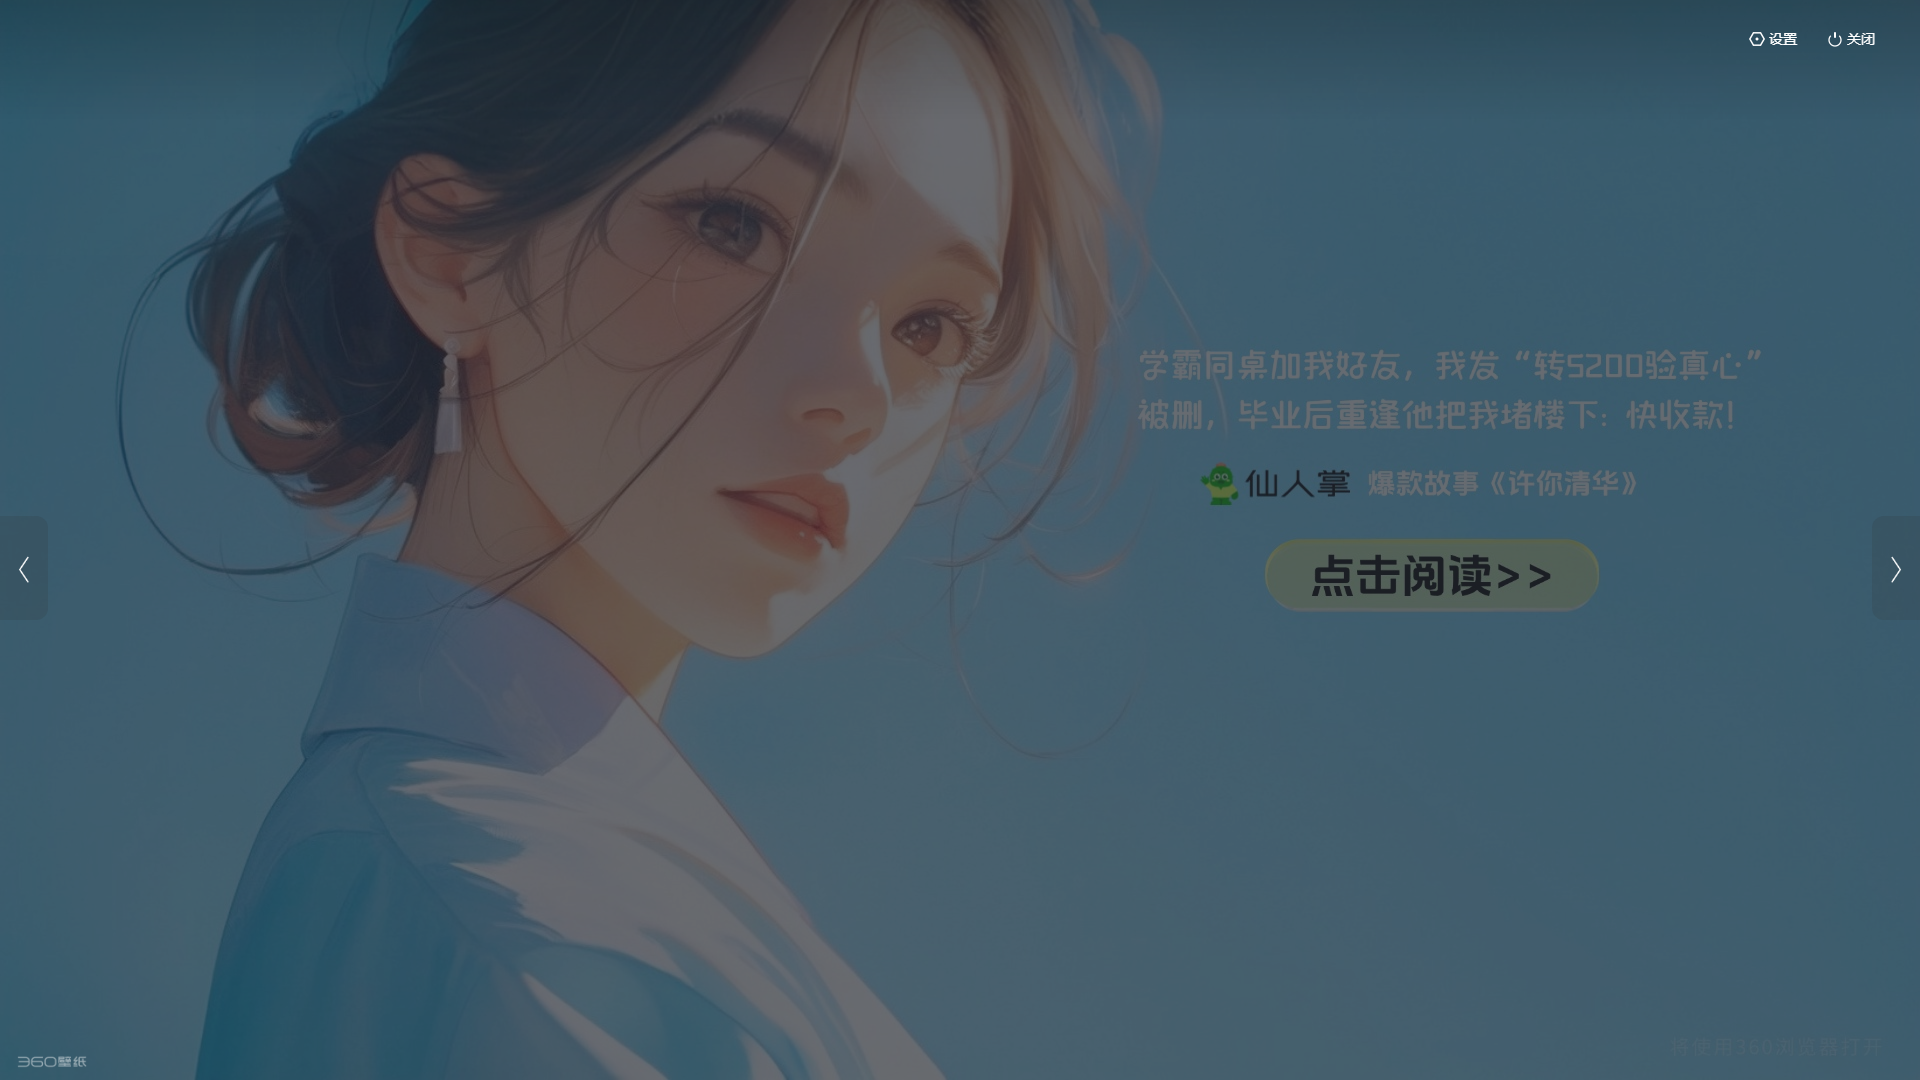 设置 关闭
学霸同桌加我好友，我发“转5200验真心”
被删，毕业后重逢他把我堵楼下：快收款！
仙人掌 爆款故事《许你清华》
点击阅读>>
将使用360浏览器打开
360壁纸